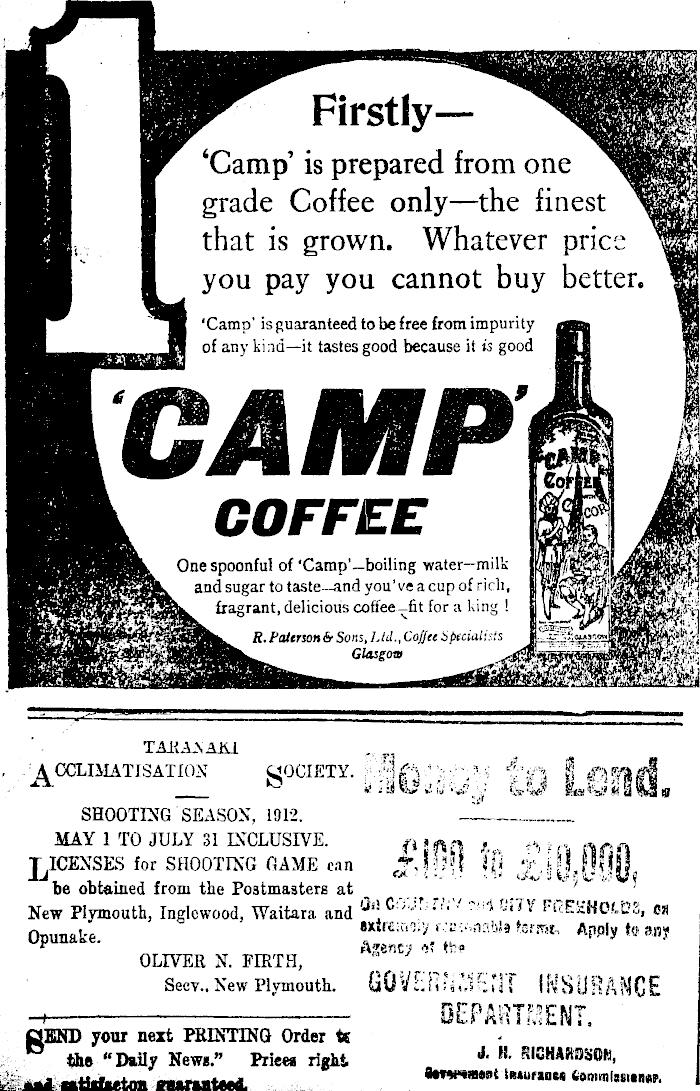 1
Firstly—
'Camp' is prepared from one
grade Coffee only—the finest
that is grown. Whatever price
you pay you cannot buy better.
'Camp' is guaranteed to be free from impurity
of any kind—it tastes good because it is good
'CAMP'
COFFEE
One spoonful of 'Camp'—boiling water—milk
and sugar to taste—and you've a cup of rich,
fragrant, delicious coffee—fit for a king!
R. Paterson & Sons, Ltd., Coffee Specialists
Glasgow
CAMP
COFFEE
GLASGOW
TARANAKI
ACCLIMATISATION SOCIETY.
SHOOTING SEASON, 1912.
MAY 1 TO JULY 31 INCLUSIVE.
LICENSES for SHOOTING GAME can
be obtained from the Postmasters at
New Plymouth, Inglewood, Waitara and
Opunake.
OLIVER N. FIRTH,
Secy., New Plymouth.
SEND your next PRINTING Order to
the "Daily News." Prices right
and satisfacton guaranteed.
Money to Lend.
£100 to £10,000,
On COUNTRY and CITY FREEHOLDS, on
extremely reasonable terms. Apply to any
Agency of the
GOVERNMENT INSURANCE
DEPARTMENT.
J. H. RICHARDSON,
Government Insurance Commissioner.